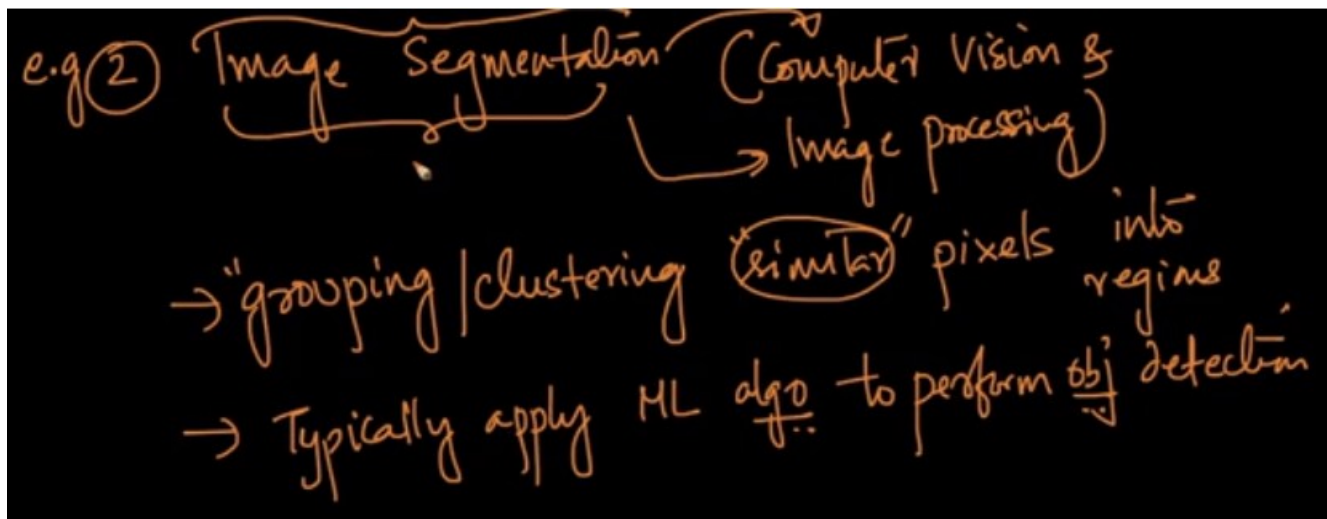 e.g ② Image Segmentation (Computer Vision &
Image processing)
→ "grouping/clustering "similar" pixels into
regions
→ Typically apply ML algo to perform obj detection